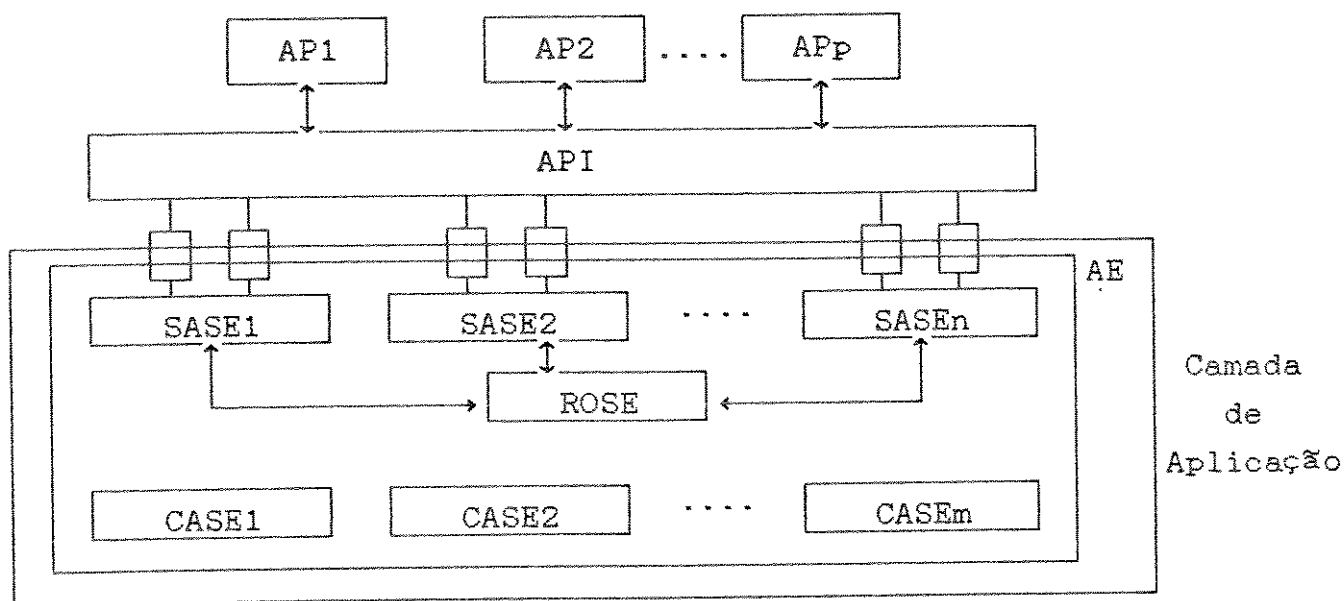 AP1 AP2 .... APp
API
AE
SASE1 SASE2 .... SASEn
ROSE
Camada
de
Aplicação
CASE1 CASE2 .... CASEm